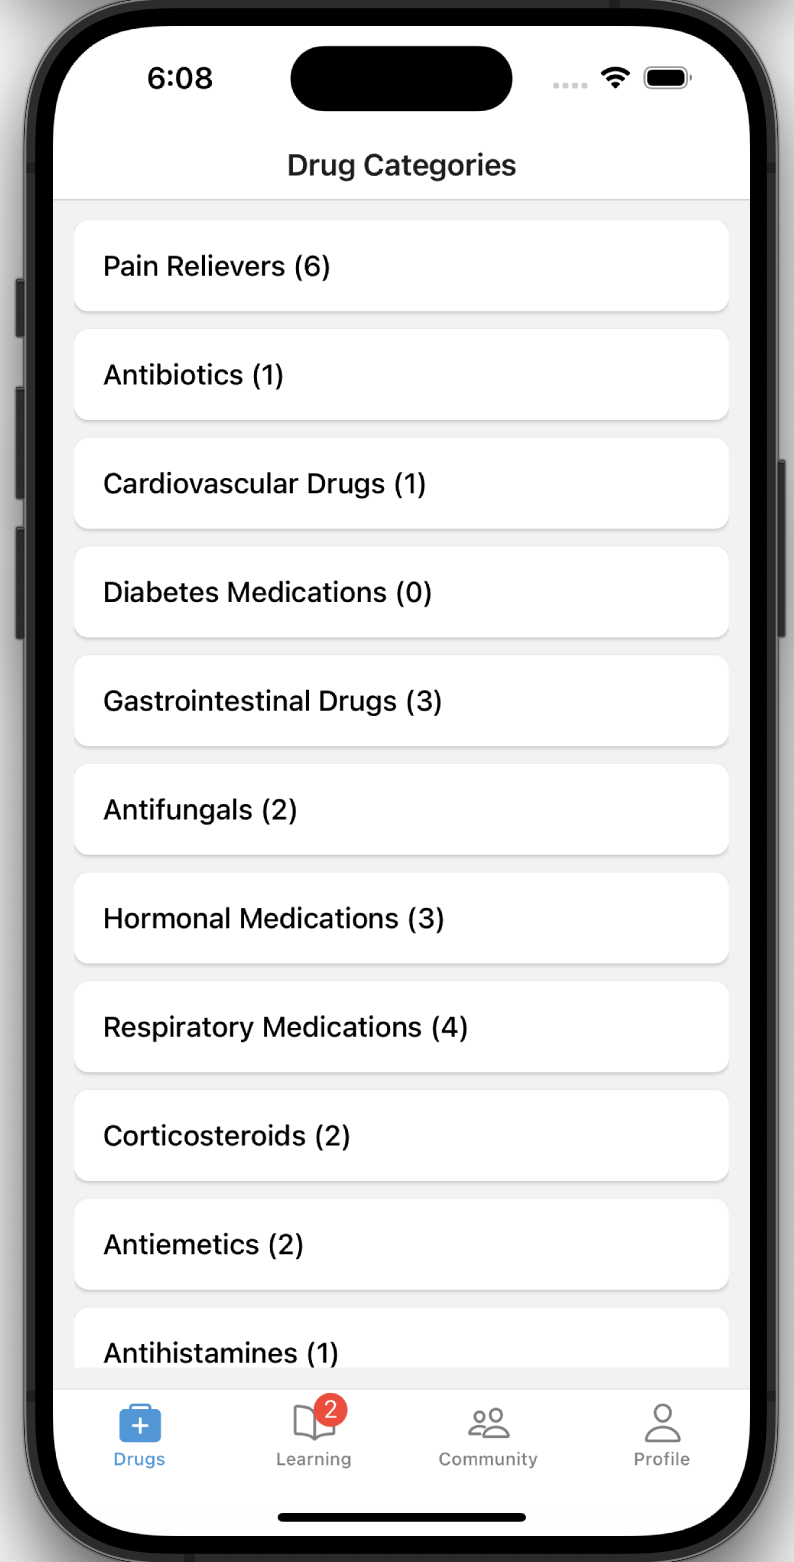 6:08
Drug Categories
Pain Relievers (6)
Antibiotics (1)
Cardiovascular Drugs (1)
Diabetes Medications (0)
Gastrointestinal Drugs (3)
Antifungals (2)
Hormonal Medications (3)
Respiratory Medications (4)
Corticosteroids (2)
Antiemetics (2)
Antihistamines (1)
2
Drugs Learning Community Profile